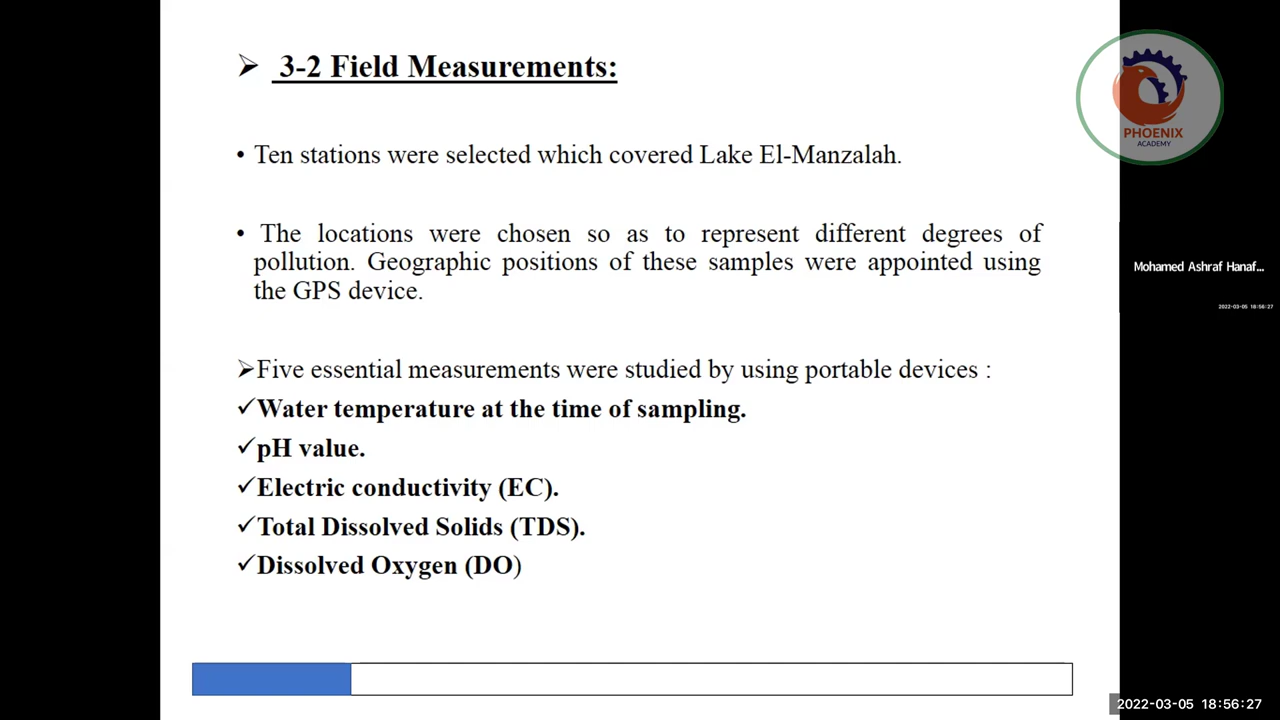 ➢ 3-2 Field Measurements:
• Ten stations were selected which covered Lake El-Manzalah.
• The locations were chosen so as to represent different degrees of
pollution. Geographic positions of these samples were appointed using
the GPS device.
➢Five essential measurements were studied by using portable devices :
✓Water temperature at the time of sampling.
✓pH value.
✓Electric conductivity (EC).
✓Total Dissolved Solids (TDS).
✓Dissolved Oxygen (DO)
PHOENIX
ACADEMY
Mohamed Ashraf Hanaf...
2022-03-05 18:56:27
2022-03-05 18:56:27